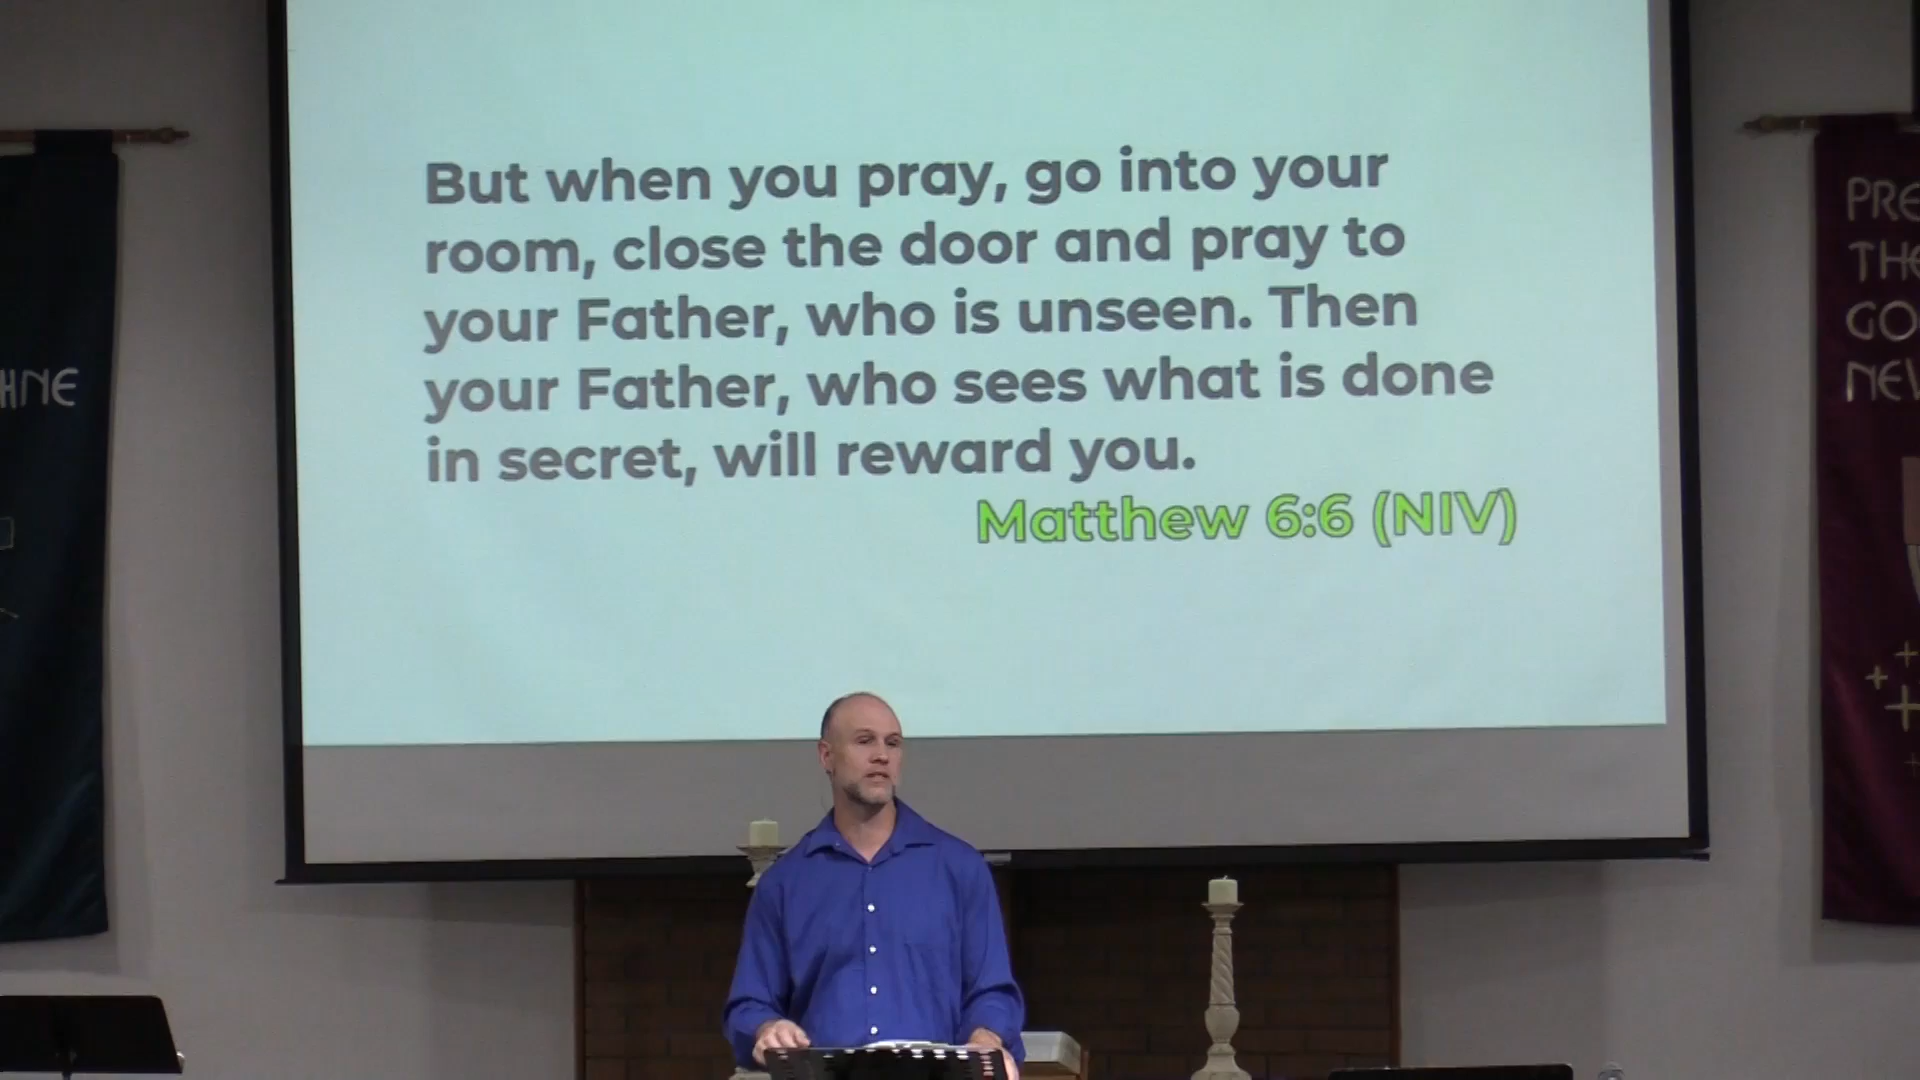 But when you pray, go into your
room, close the door and pray to
your Father, who is unseen. Then
your Father, who sees what is done
in secret, will reward you.
Matthew 6:6 (NIV)